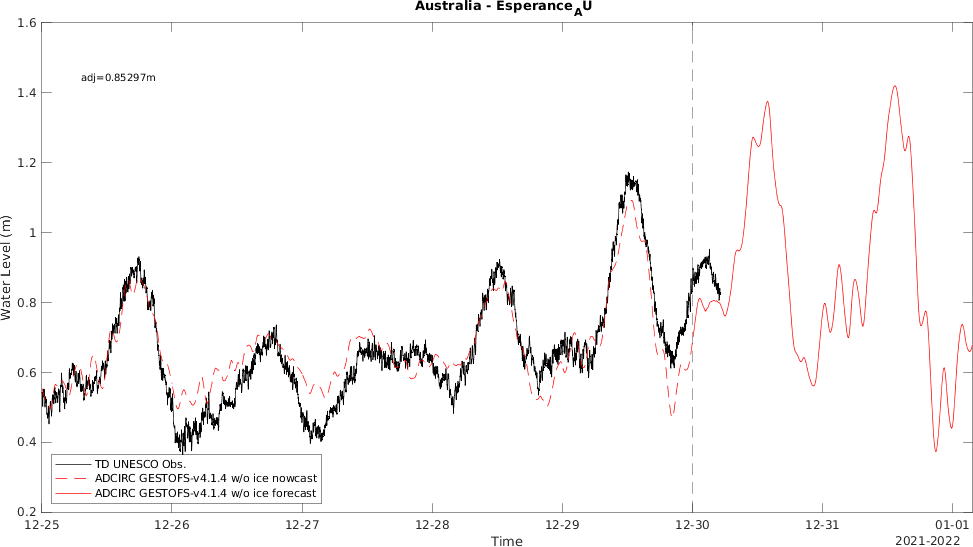 Australia - Esperance_AU
adj=0.85297m
1.6
1.4
1.2
1
0.8
0.6
0.4
0.2
Water Level (m)
TD UNESCO Obs.
ADCIRC GESTOFS-v4.1.4 w/o ice nowcast
ADCIRC GESTOFS-v4.1.4 w/o ice forecast
12-25 12-26 12-27 12-28 12-29 12-30 12-31 01-01
Time
2021-2022